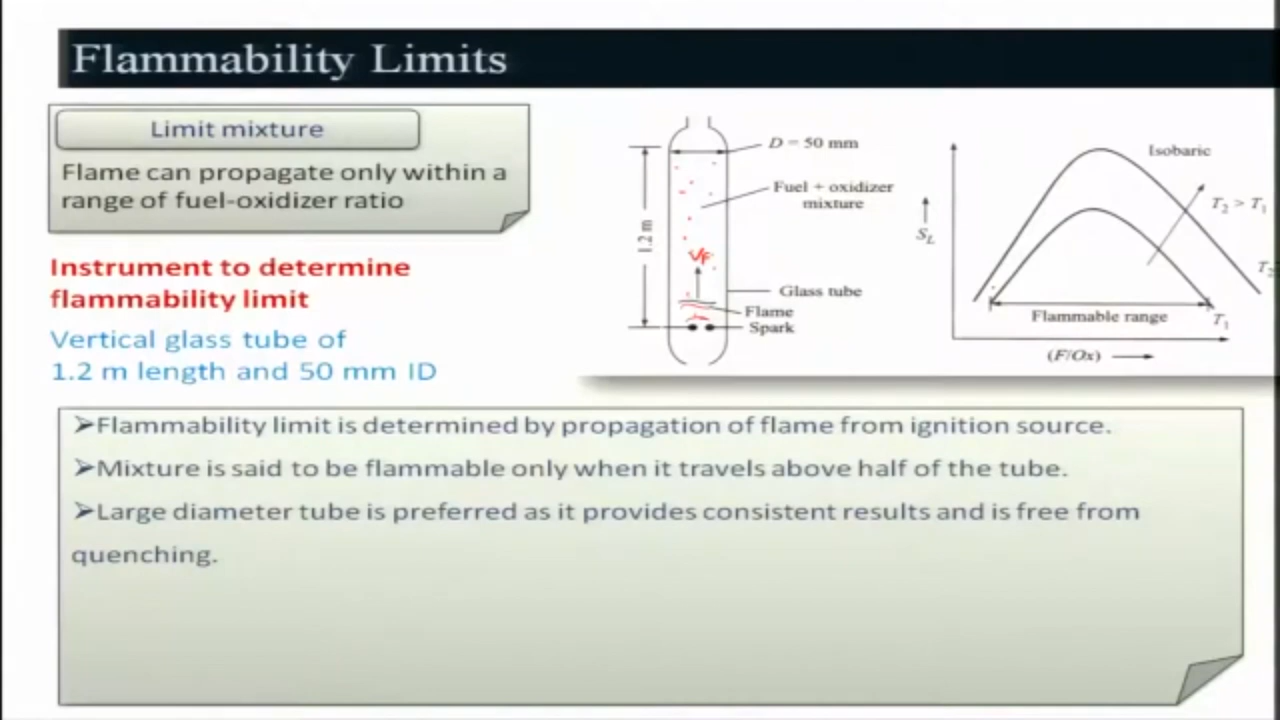 Flammability Limits
Limit mixture
Flame can propagate only within a
range of fuel-oxidizer ratio
Instrument to determine
flammability limit
Vertical glass tube of
1.2 m length and 50 mm ID
D = 50 mm
Fuel + oxidizer
mixture
1.2 m
VF
Glass tube
Flame
Spark
Isobaric
T₂ > T₁
S_L
T₂
Flammable range
T₁
(F/Ox)
➢Flammability limit is determined by propagation of flame from ignition source.
➢Mixture is said to be flammable only when it travels above half of the tube.
➢Large diameter tube is preferred as it provides consistent results and is free from
quenching.